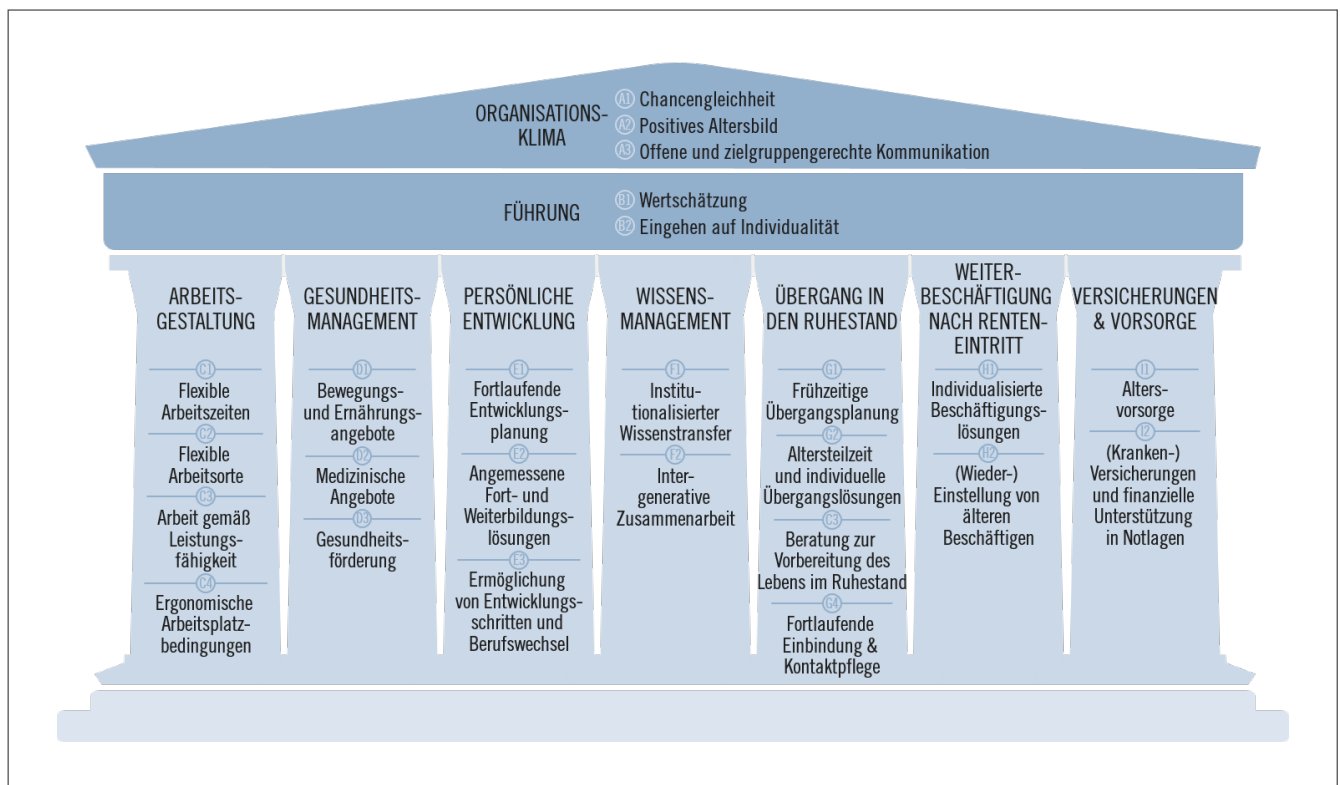 ORGANISATIONS-
KLIMA
A1 Chancengleichheit
A2 Positives Altersbild
A3 Offene und zielgruppengerechte Kommunikation
FÜHRUNG
B1 Wertschätzung
B2 Eingehen auf Individualität
ARBEITS-
GESTALTUNG
C1
Flexible
Arbeitszeiten
C2
Flexible
Arbeitsorte
C3
Arbeit gemäß
Leistungs-
fähigkeit
C4
Ergonomische
Arbeitsplatz-
bedingungen
GESUNDHEITS-
MANAGEMENT
D1
Bewegungs-
und Ernährungs-
angebote
D2
Medizinische
Angebote
D3
Gesundheits-
förderung
PERSÖNLICHE
ENTWICKLUNG
E1
Fortlaufende
Entwicklungs-
planung
E2
Angemessene
Fort- und
Weiterbildungs-
lösungen
E3
Ermöglichung
von Entwicklungs-
schritten und
Berufswechsel
WISSENS-
MANAGEMENT
F1
Institu-
tionalisierter
Wissenstransfer
F2
Inter-
generative
Zusammenarbeit
ÜBERGANG IN
DEN RUHESTAND
G1
Frühzeitige
Übergangsplanung
G2
Altersteilzeit
und individuelle
Übergangslösungen
C3
Beratung zur
Vorbereitung des
Lebens im Ruhestand
G4
Fortlaufende
Einbindung &
Kontaktpflege
WEITER-
BESCHÄFTIGUNG
NACH RENTEN-
EINTRITT
H1
Individualisierte
Beschäftigungs-
lösungen
H2
(Wieder-)
Einstellung von
älteren
Beschäftigen
VERSICHERUNGEN
& VORSORGE
I1
Alters-
vorsorge
I2
(Kranken-)
Versicherungen
und finanzielle
Unterstützung
in Notlagen